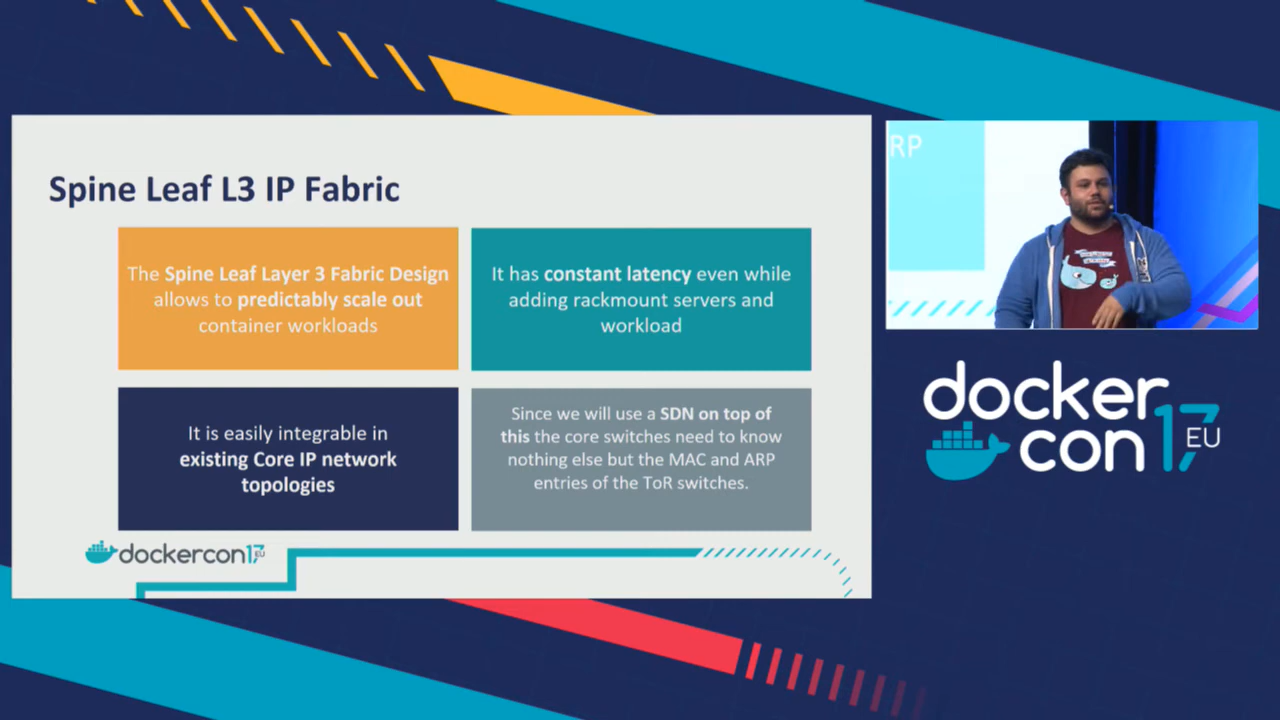 Spine Leaf L3 IP Fabric
The Spine Leaf Layer 3 Fabric Design
allows to predictably scale out
container workloads
It has constant latency even while
adding rackmount servers and
workload
It is easily integrable in
existing Core IP network
topologies
Since we will use a SDN on top of
this the core switches need to know
nothing else but the MAC and ARP
entries of the ToR switches.
dockercon17 EU
RP
docker
con 17 EU